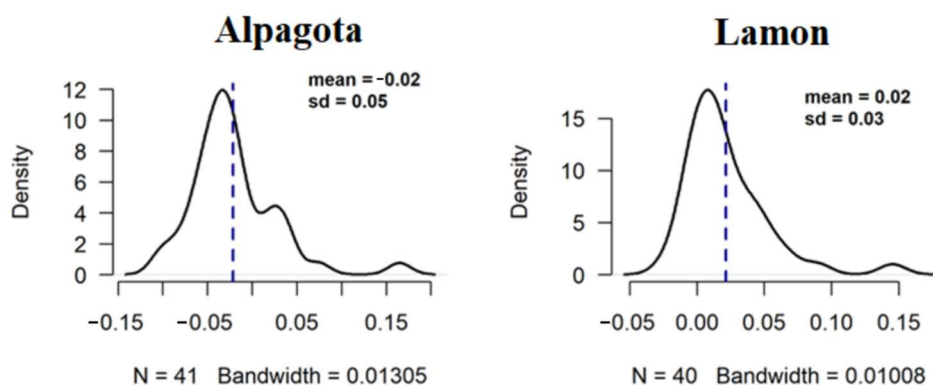 Alpagota
mean = −0.02
sd = 0.05
Density
12
10
8
6
4
2
0
−0.15
−0.05
0.05
0.15
N = 41 Bandwidth = 0.01305
Lamon
mean = 0.02
sd = 0.03
Density
15
10
5
0
−0.05
0.00
0.05
0.10
0.15
N = 40 Bandwidth = 0.01008